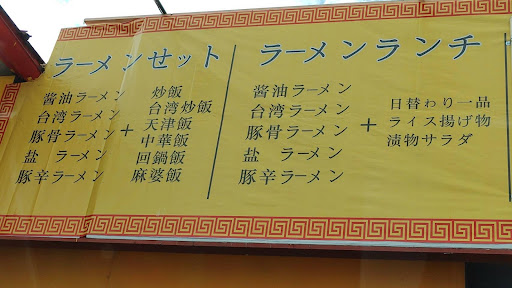 ラーメンせット
醤油ラーメン
台湾ラーメン
豚骨ラーメン
塩 ラーメン
豚辛ラーメン
+
炒飯
台湾炒飯
天津飯
中華飯
回鍋飯
麻婆飯
ラーメンランチ
醤油ラーメン
台湾ラーメン
豚骨ラーメン
塩 ラーメン
豚辛ラーメン
+
日替わり一品
ライス揚げ物
漬物サラダ